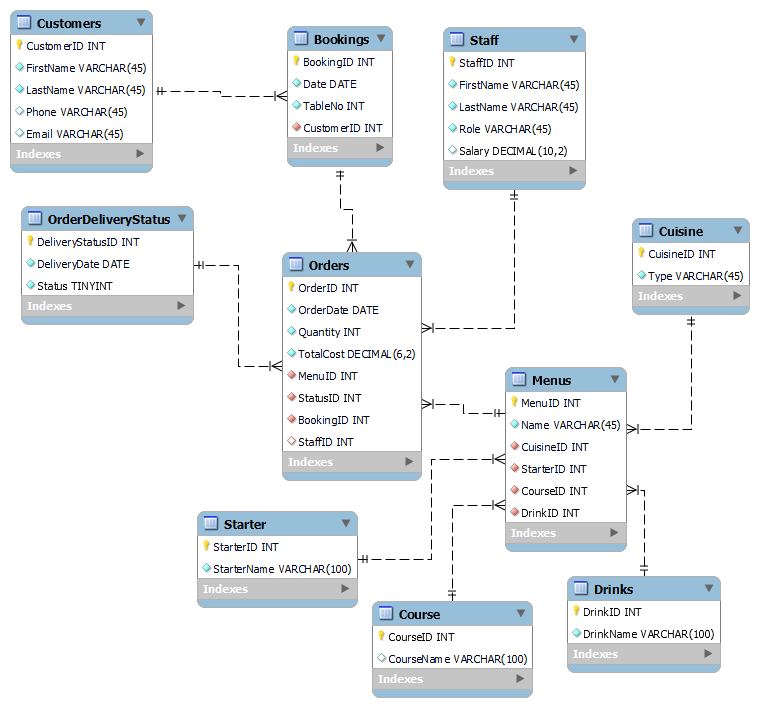 Customers
CustomerID INT
FirstName VARCHAR(45)
LastName VARCHAR(45)
Phone VARCHAR(45)
Email VARCHAR(45)
Indexes
Bookings
BookingID INT
Date DATE
TableNo INT
CustomerID INT
Indexes
Staff
StaffID INT
FirstName VARCHAR(45)
LastName VARCHAR(45)
Role VARCHAR(45)
Salary DECIMAL(10,2)
Indexes
OrderDeliveryStatus
DeliveryStatusID INT
DeliveryDate DATE
Status TINYINT
Indexes
Orders
OrderID INT
OrderDate DATE
Quantity INT
TotalCost DECIMAL(6,2)
MenuID INT
StatusID INT
BookingID INT
StaffID INT
Indexes
Cuisine
CuisineID INT
Type VARCHAR(45)
Indexes
Menus
MenuID INT
Name VARCHAR(45)
CuisineID INT
StarterID INT
CourseID INT
DrinkID INT
Indexes
Starter
StarterID INT
StarterName VARCHAR(100)
Indexes
Course
CourseID INT
CourseName VARCHAR(100)
Indexes
Drinks
DrinkID INT
DrinkName VARCHAR(100)
Indexes